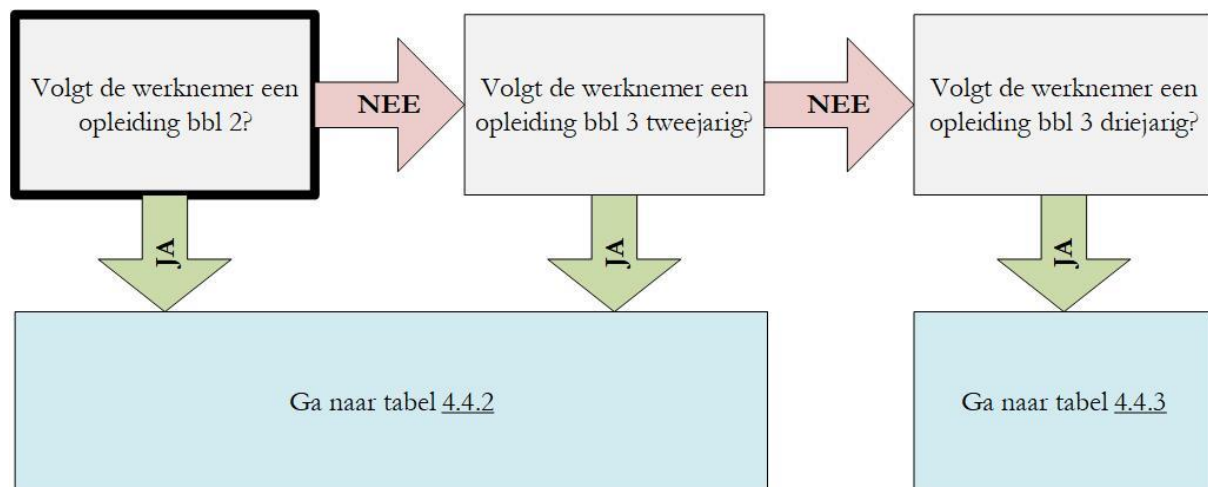 Volgt de werknemer een
opleiding bbl 2?
NEE
Volgt de werknemer een
opleiding bbl 3 tweejarig?
NEE
Volgt de werknemer een
opleiding bbl 3 driejarig?
JA
JA
JA
Ga naar tabel 4.4.2
Ga naar tabel 4.4.3